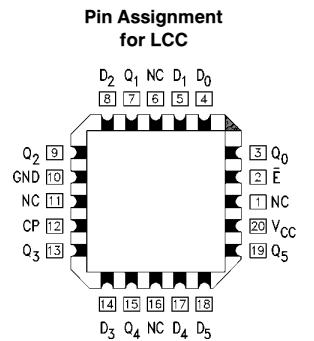 Pin Assignment
for LCC
D₂ Q₁ NC D₁ D₀
8 7 6 5 4
Q₂ 9
GND 10
NC 11
CP 12
Q₃ 13
3 Q₀
2 E̅
1 NC
20 V_CC
19 Q₅
14 15 16 17 18
D₃ Q₄ NC D₄ D₅